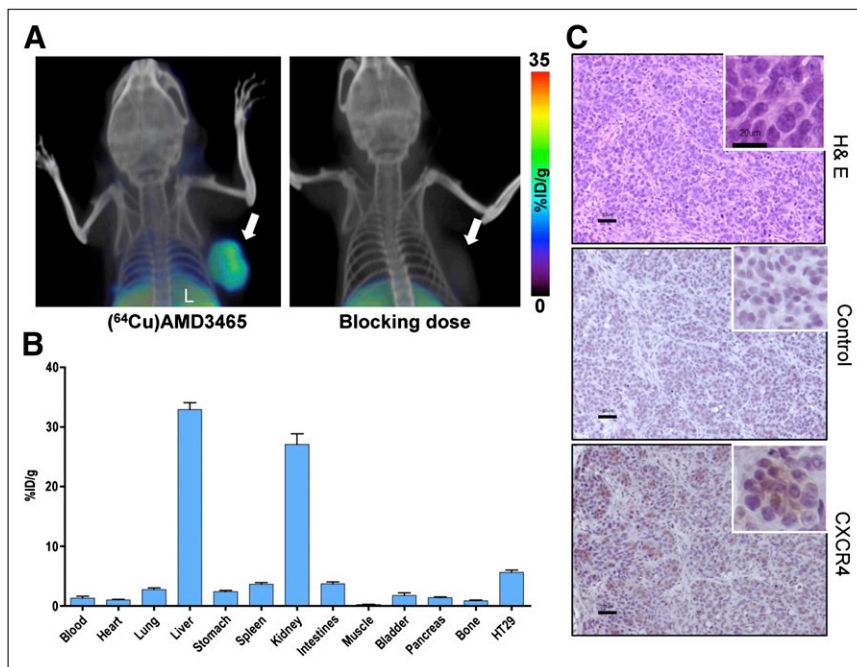 A
35
%ID/g
0
L
(⁶⁴Cu)AMD3465
Blocking dose
B
40
30
20
10
0
%ID/g
Blood
Heart
Lung
Liver
Stomach
Spleen
Kidney
Intestines
Muscle
Bladder
Pancreas
Bone
HT29
C
20um
H& E
Control
CXCR4